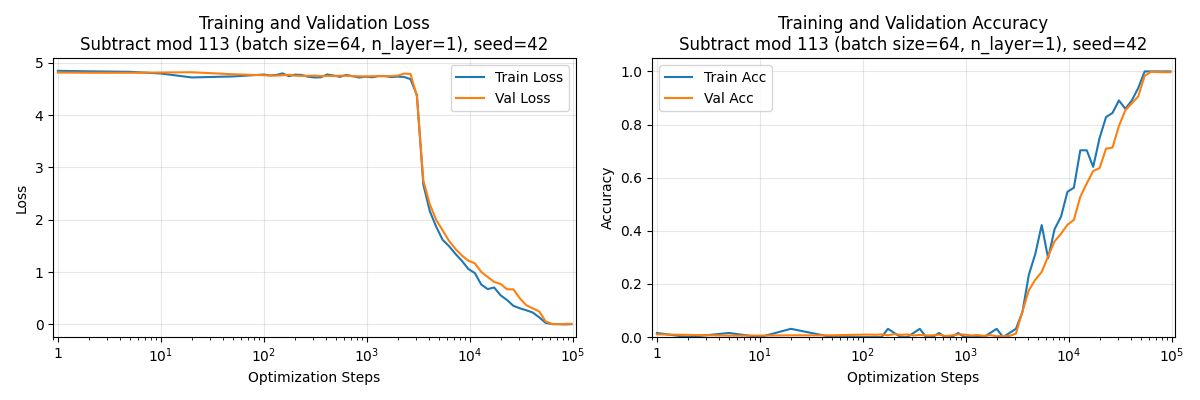 Training and Validation Loss
Subtract mod 113 (batch size=64, n_layer=1), seed=42
5
4
3
2
1
0
Loss
Train Loss
Val Loss
1
10^1
10^2
10^3
10^4
10^5
Optimization Steps
Training and Validation Accuracy
Subtract mod 113 (batch size=64, n_layer=1), seed=42
1.0
0.8
0.6
0.4
0.2
0.0
Accuracy
Train Acc
Val Acc
1
10^1
10^2
10^3
10^4
10^5
Optimization Steps